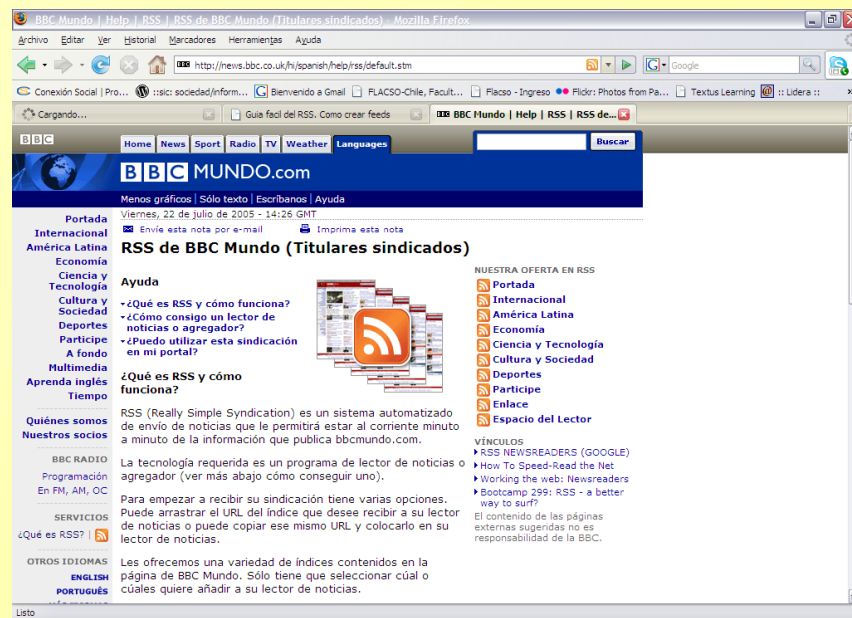 BBC Mundo | Help | RSS | RSS de BBC Mundo (Titulares sindicados) - Mozilla Firefox
Archivo Editar Ver Historial Marcadores Herramientas Ayuda
http://news.bbc.co.uk/hi/spanish/help/rss/default.stm
Google
Conexión Social | Pro... ::sic: sociedad/inform... Bienvenido a Gmail FLACSO-Chile, Facult... Flacso - Ingreso Flickr: Photos from Pa... Textus Learning :: Lidera :: »
Cargando... Guia facil del RSS. Como crear feeds BBC Mundo | Help | RSS | RSS de...
BBC
Home News Sport Radio TV Weather Languages
Buscar
BBC MUNDO.com
Menos gráficos | Sólo texto | Escríbanos | Ayuda
Viernes, 22 de julio de 2005 - 14:26 GMT
Envíe esta nota por e-mail Imprima esta nota
RSS de BBC Mundo (Titulares sindicados)
Portada
Internacional
América Latina
Economía
Ciencia y
Tecnología
Cultura y
Sociedad
Deportes
Participe
A fondo
Multimedia
Aprenda inglés
Tiempo
Quiénes somos
Nuestros socios
BBC RADIO
Programación
En FM, AM, OC
SERVICIOS
¿Qué es RSS? |
OTROS IDIOMAS
ENGLISH
PORTUGUÊS
Ayuda
¿Qué es RSS y cómo funciona?
¿Cómo consigo un lector de
noticias o agregador?
¿Puedo utilizar esta sindicación
en mi portal?
¿Qué es RSS y cómo
funciona?
RSS (Really Simple Syndication) es un sistema automatizado
de envío de noticias que le permitirá estar al corriente minuto
a minuto de la información que publica bbcmundo.com.
La tecnología requerida es un programa de lector de noticias o
agregador (ver más abajo cómo conseguir uno).
Para empezar a recibir su sindicación tiene varias opciones.
Puede arrastrar el URL del índice que desee recibir a su lector
de noticias o puede copiar ese mismo URL y colocarlo en su
lector de noticias.
Les ofrecemos una variedad de índices contenidos en la
página de BBC Mundo. Sólo tiene que seleccionar cúal o
cúales quiere añadir a su lector de noticias.
NUESTRA OFERTA EN RSS
Portada
Internacional
América Latina
Economía
Ciencia y Tecnología
Cultura y Sociedad
Deportes
Participe
Enlace
Espacio del Lector
VÍNCULOS
RSS NEWSREADERS (GOOGLE)
How To Speed-Read the Net
Working the web: Newsreaders
Bootcamp 299: RSS - a better
way to surf?
El contenido de las páginas
externas sugeridas no es
responsabilidad de la BBC.
Listo